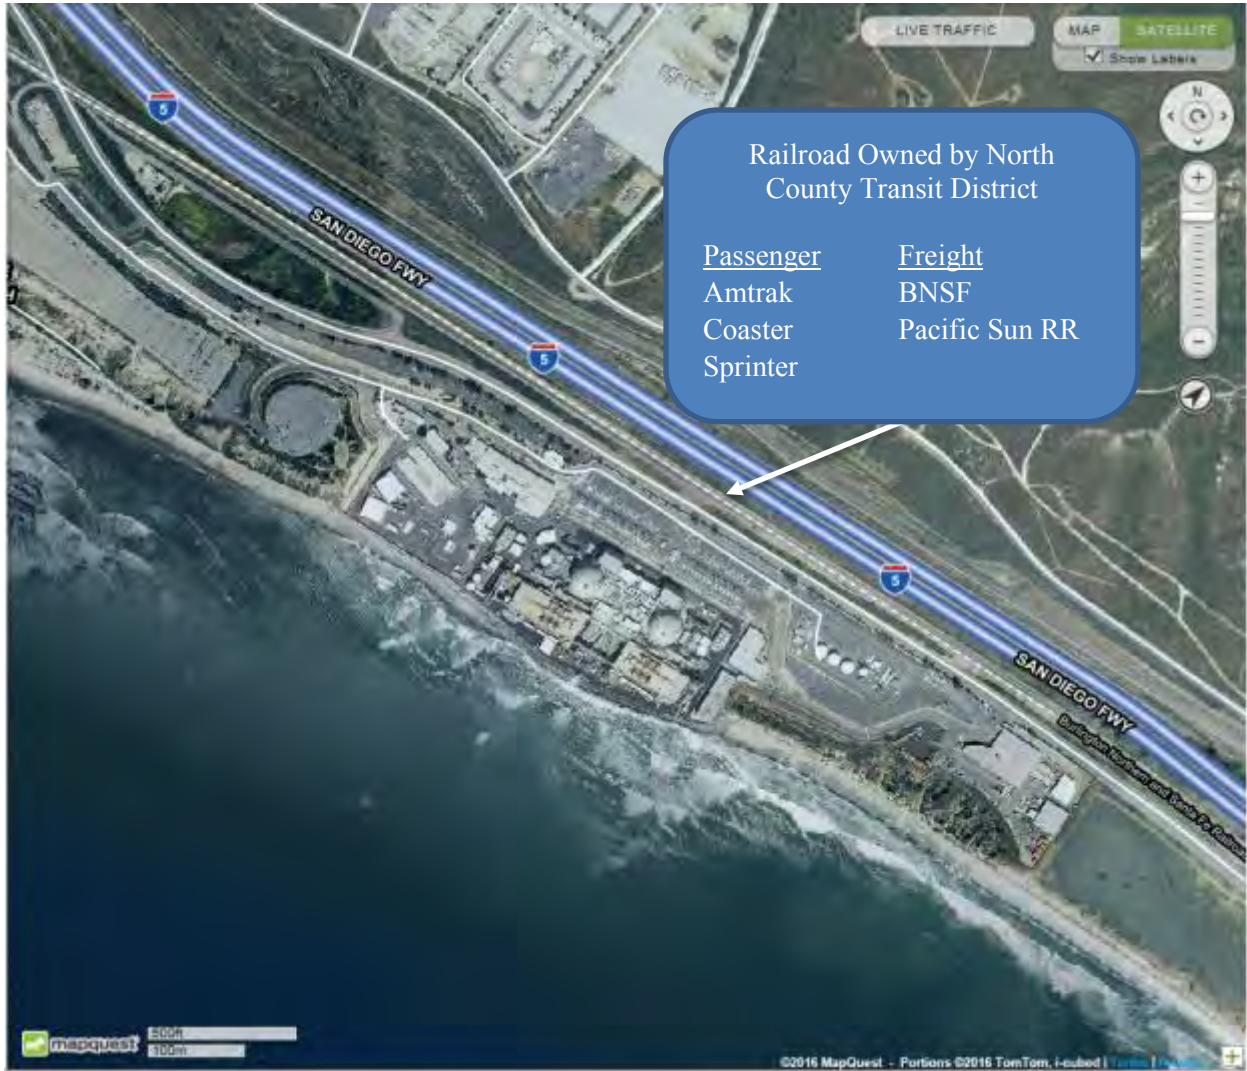 LIVE TRAFFIC
MAP SATELLITE
Show Labels
N
5
Railroad Owned by North
County Transit District
Passenger Freight
Amtrak BNSF
Coaster Pacific Sun RR
Sprinter
SAN DIEGO FWY
5
5
SAN DIEGO FWY
Burlington Northern and Santa Fe Railroad
mapquest
500ft
100m
©2016 MapQuest - Portions ©2016 TomTom, i-cubed | Terms |